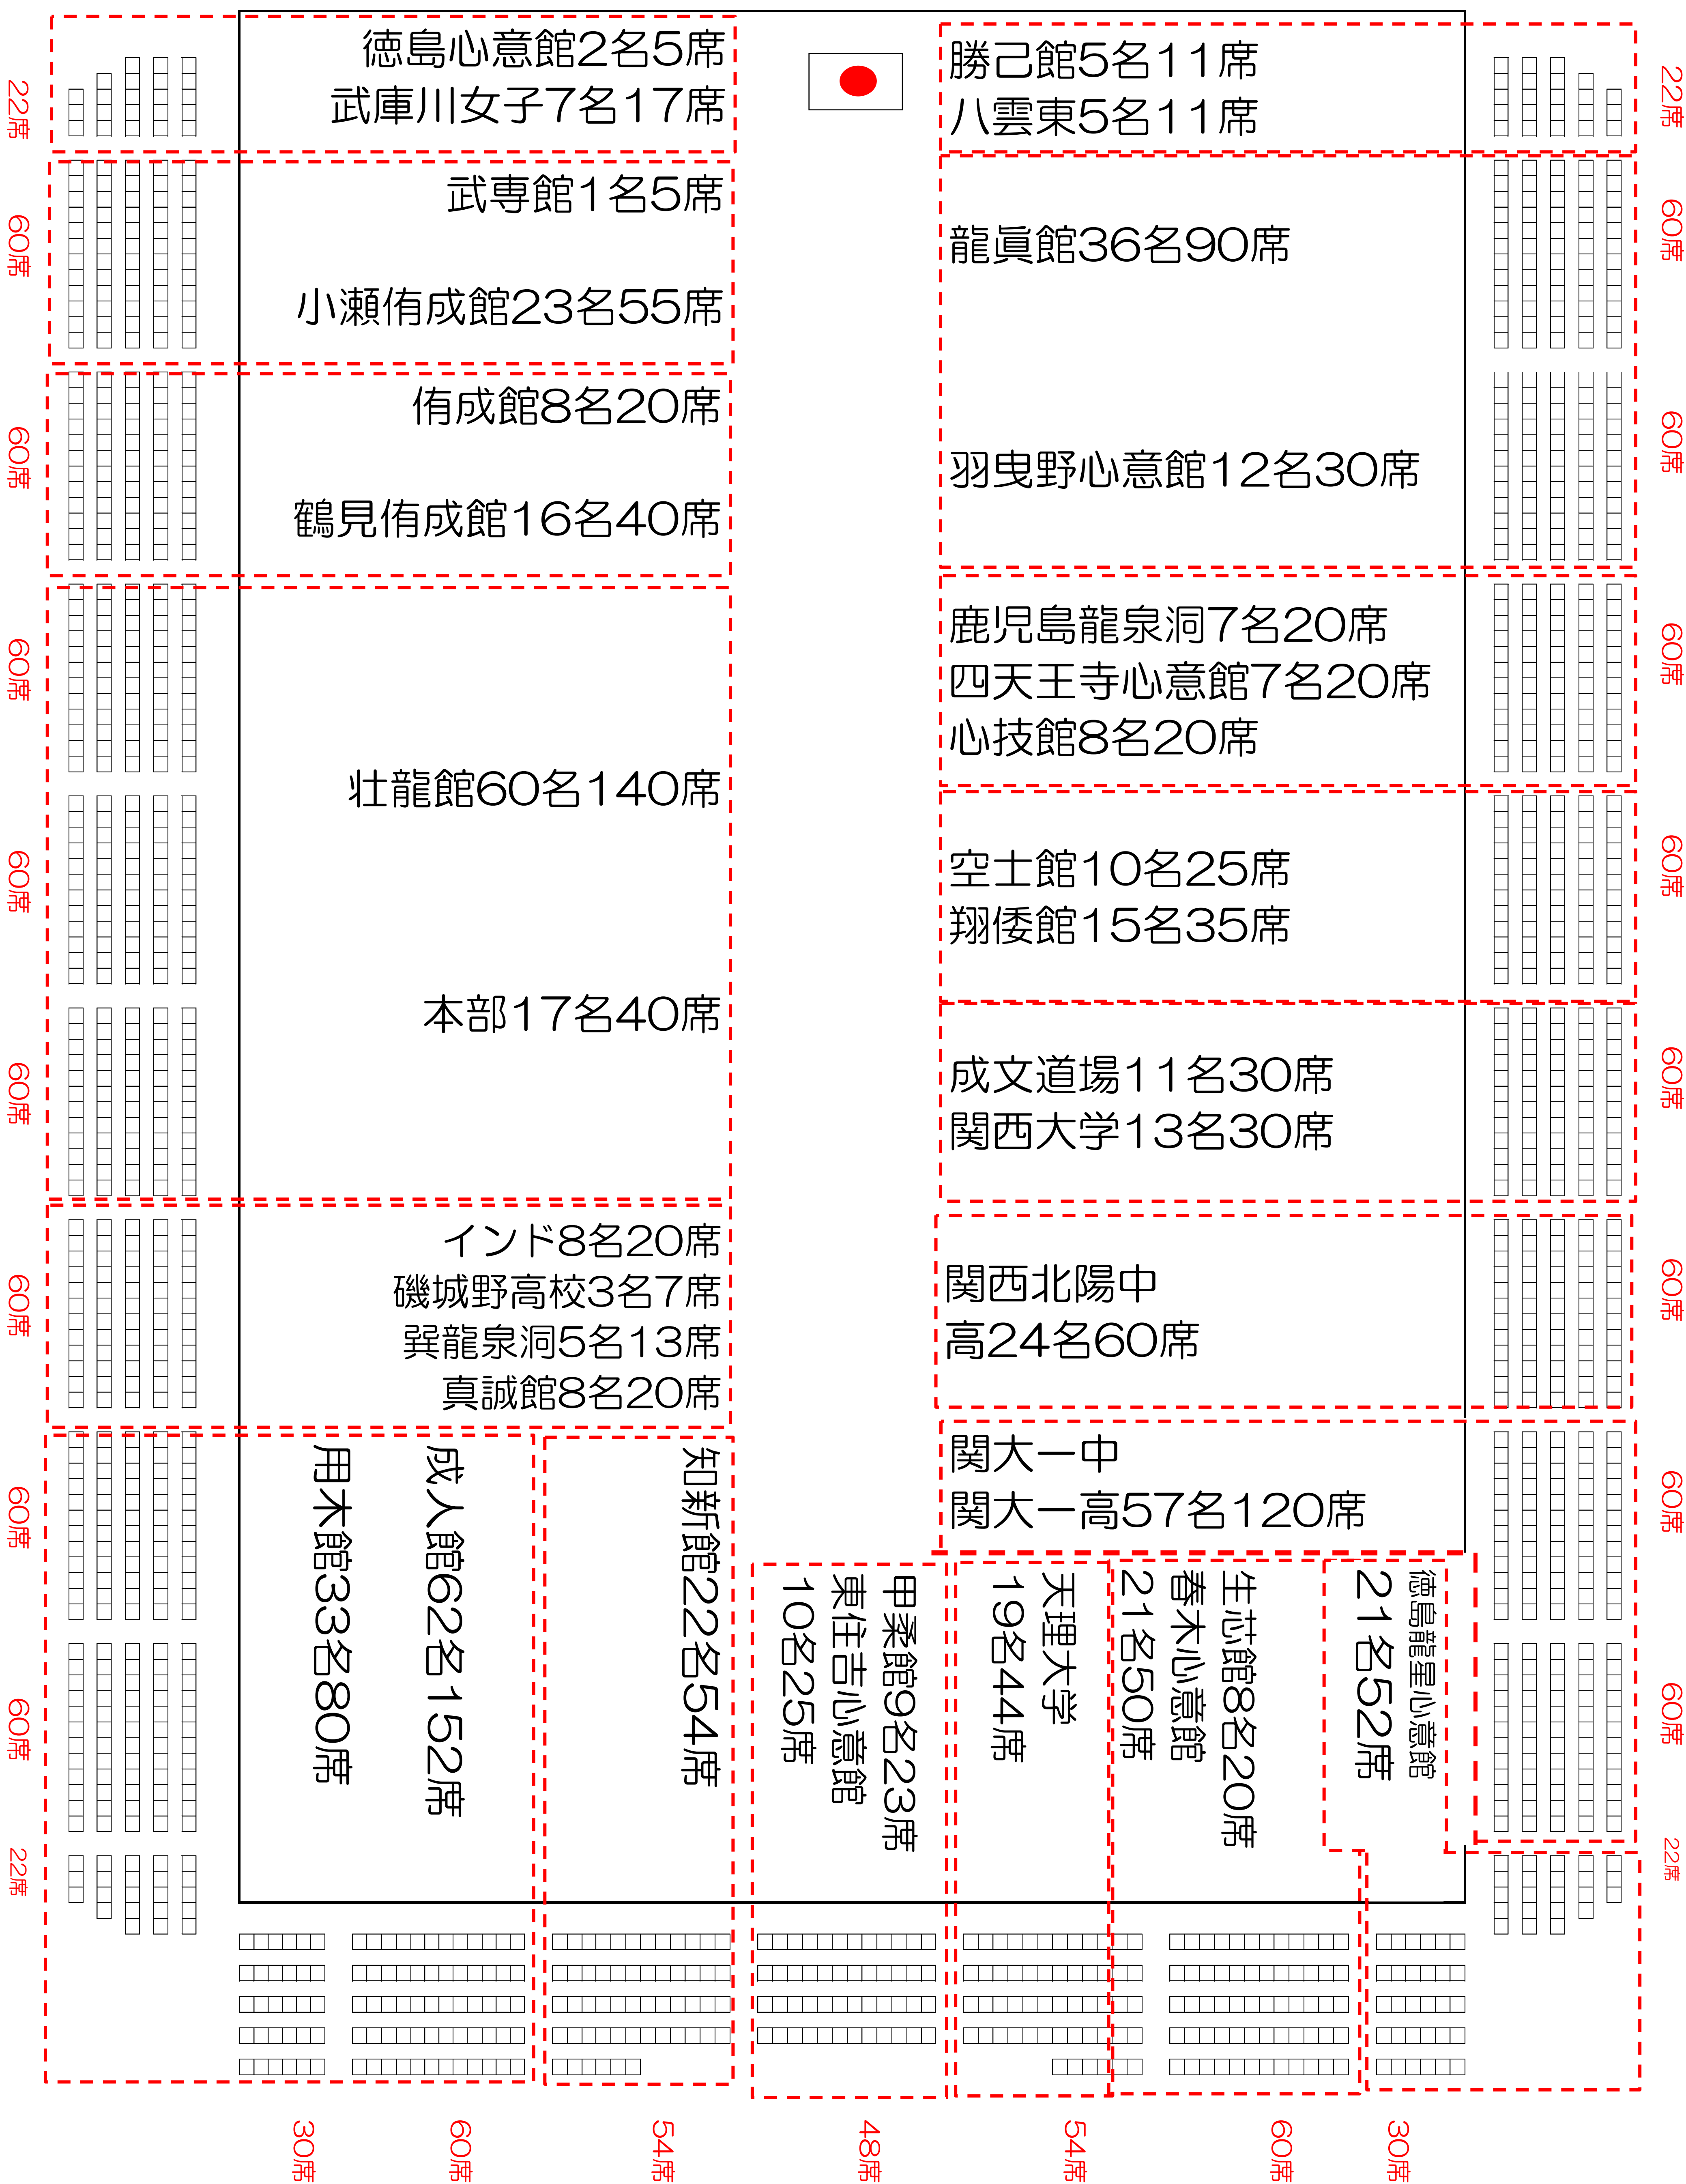 徳島心意館2名5席
武庫川女子7名17席
勝己館5名11席
八雲東5名11席
22席
22席
武専館1名5席
小瀬侑成館23名55席
龍眞館36名90席
60席
60席
侑成館8名20席
鶴見侑成館16名40席
羽曳野心意館12名30席
60席
60席
壮龍館60名140席
本部17名40席
鹿児島龍泉洞7名20席
四天王寺心意館7名20席
心技館8名20席
60席
60席
空士館10名25席
翔倭館15名35席
60席
60席
成文道場11名30席
関西大学13名30席
60席
60席
インド8名20席
磯城野高校3名7席
巽龍泉洞5名13席
真誠館8名20席
関西北陽中
高24名60席
60席
60席
関大一中
関大一高57名120席
60席
60席
60席
60席
22席
22席
徳島龍星心意館
21名52席
生芯館8名20席
春木心意館
21名50席
天理大学
19名44席
甲柔館9名23席
東住吉心意館
10名25席
知新館22名54席
成人館62名152席
用木館33名80席
30席
60席
54席
48席
54席
60席
30席